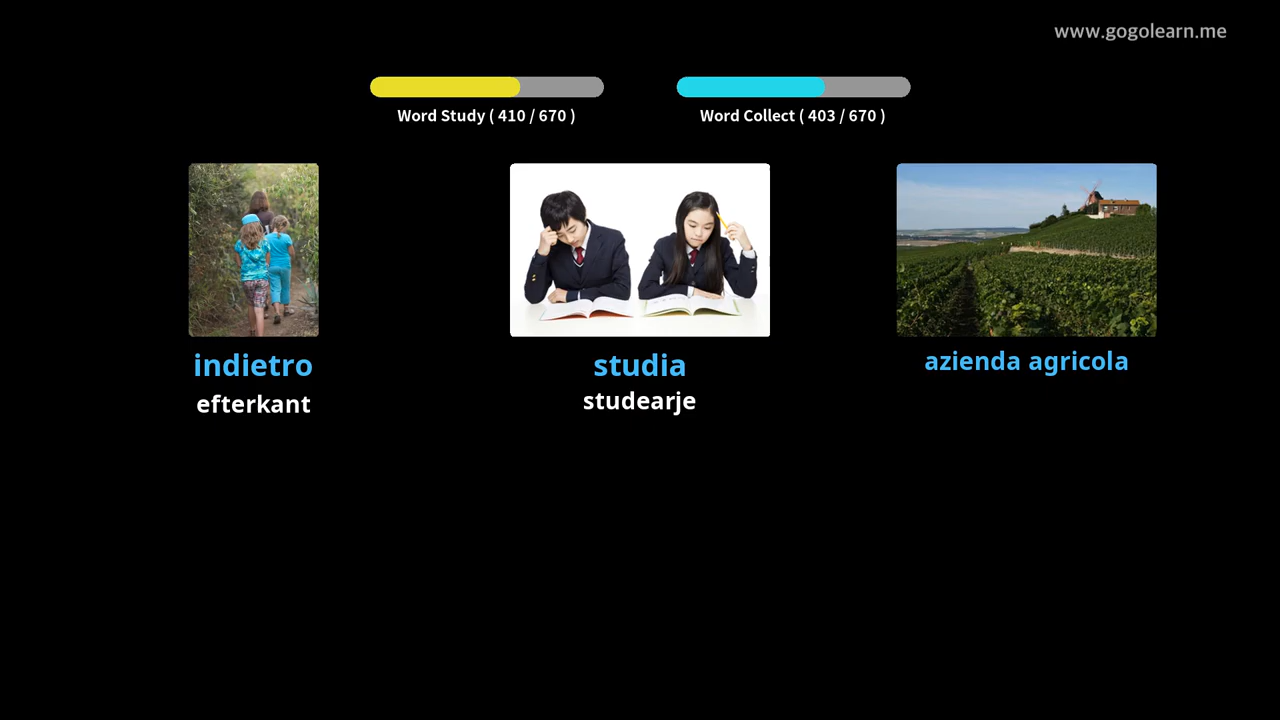 www.gogolearn.me
Word Study ( 410 / 670 )
Word Collect ( 403 / 670 )
indietro
efterkant
studia
studearje
azienda agricola